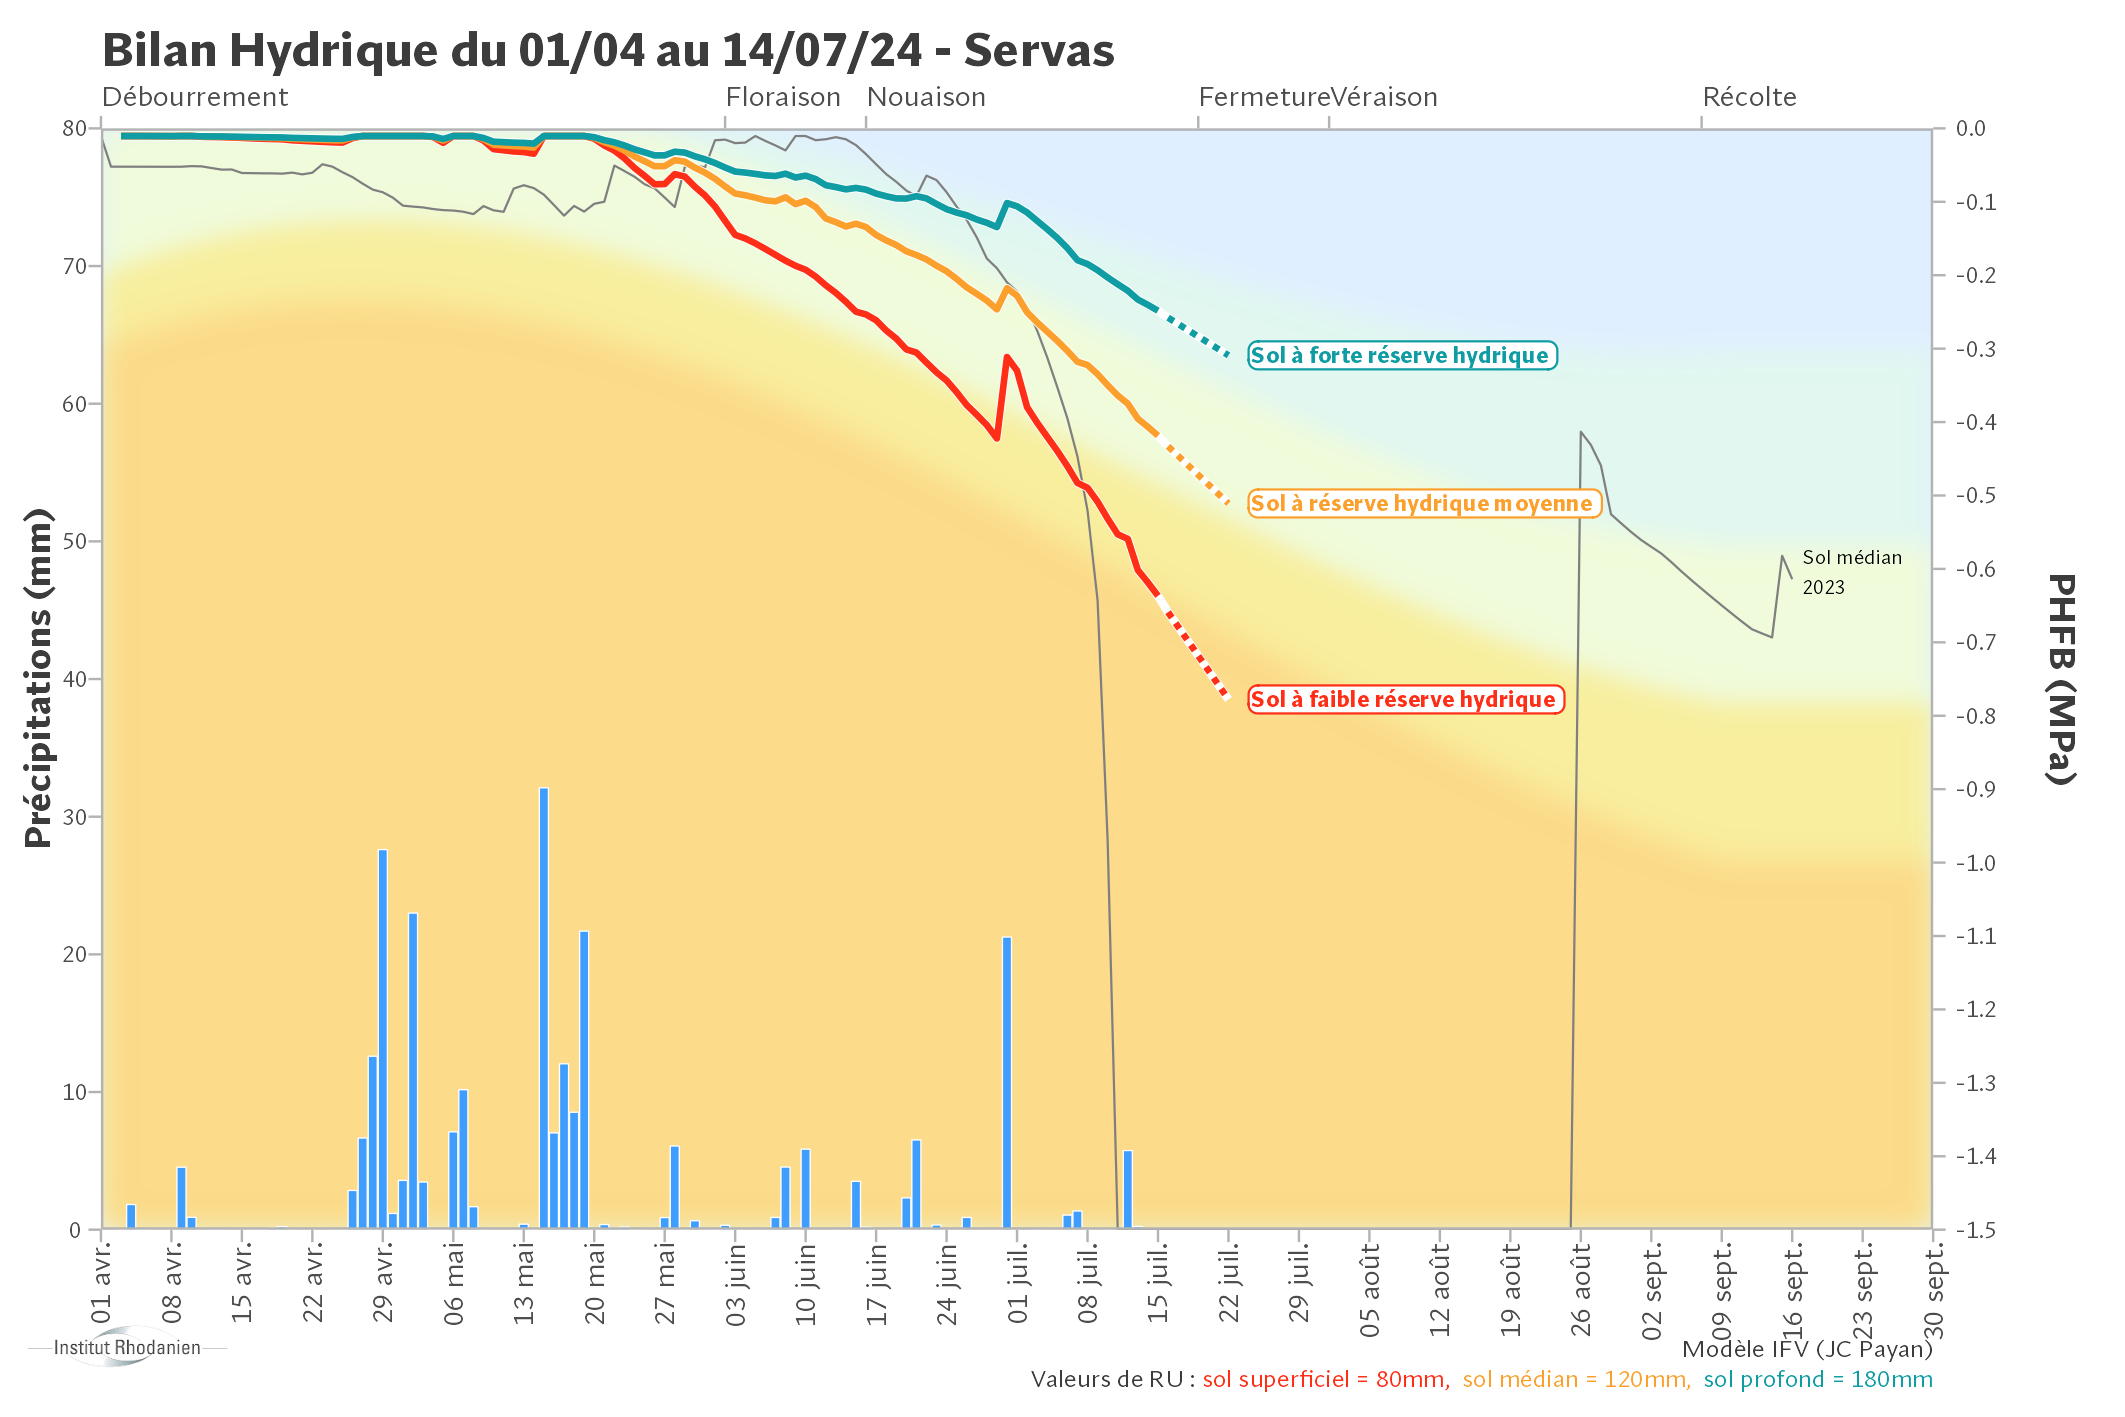 Bilan Hydrique du 01/04 au 14/07/24 - Servas
Débourrement Floraison Nouaison Fermeture Véraison Récolte
80
70
60
50
40
30
20
10
0
Précipitations (mm)
0.0
-0.1
-0.2
-0.3
-0.4
-0.5
-0.6
-0.7
-0.8
-0.9
-1.0
-1.1
-1.2
-1.3
-1.4
-1.5
PHFB (MPa)
Sol à forte réserve hydrique
Sol à réserve hydrique moyenne
Sol médian
2023
Sol à faible réserve hydrique
01 avr.
08 avr.
15 avr.
22 avr.
29 avr.
06 mai
13 mai
20 mai
27 mai
03 juin
10 juin
17 juin
24 juin
01 juil.
08 juil.
15 juil.
22 juil.
29 juil.
05 août
12 août
19 août
26 août
02 sept.
09 sept.
16 sept.
23 sept.
30 sept.
Institut Rhodanien
Modèle IFV (JC Payan)
Valeurs de RU : sol superficiel = 80mm, sol médian = 120mm, sol profond = 180mm